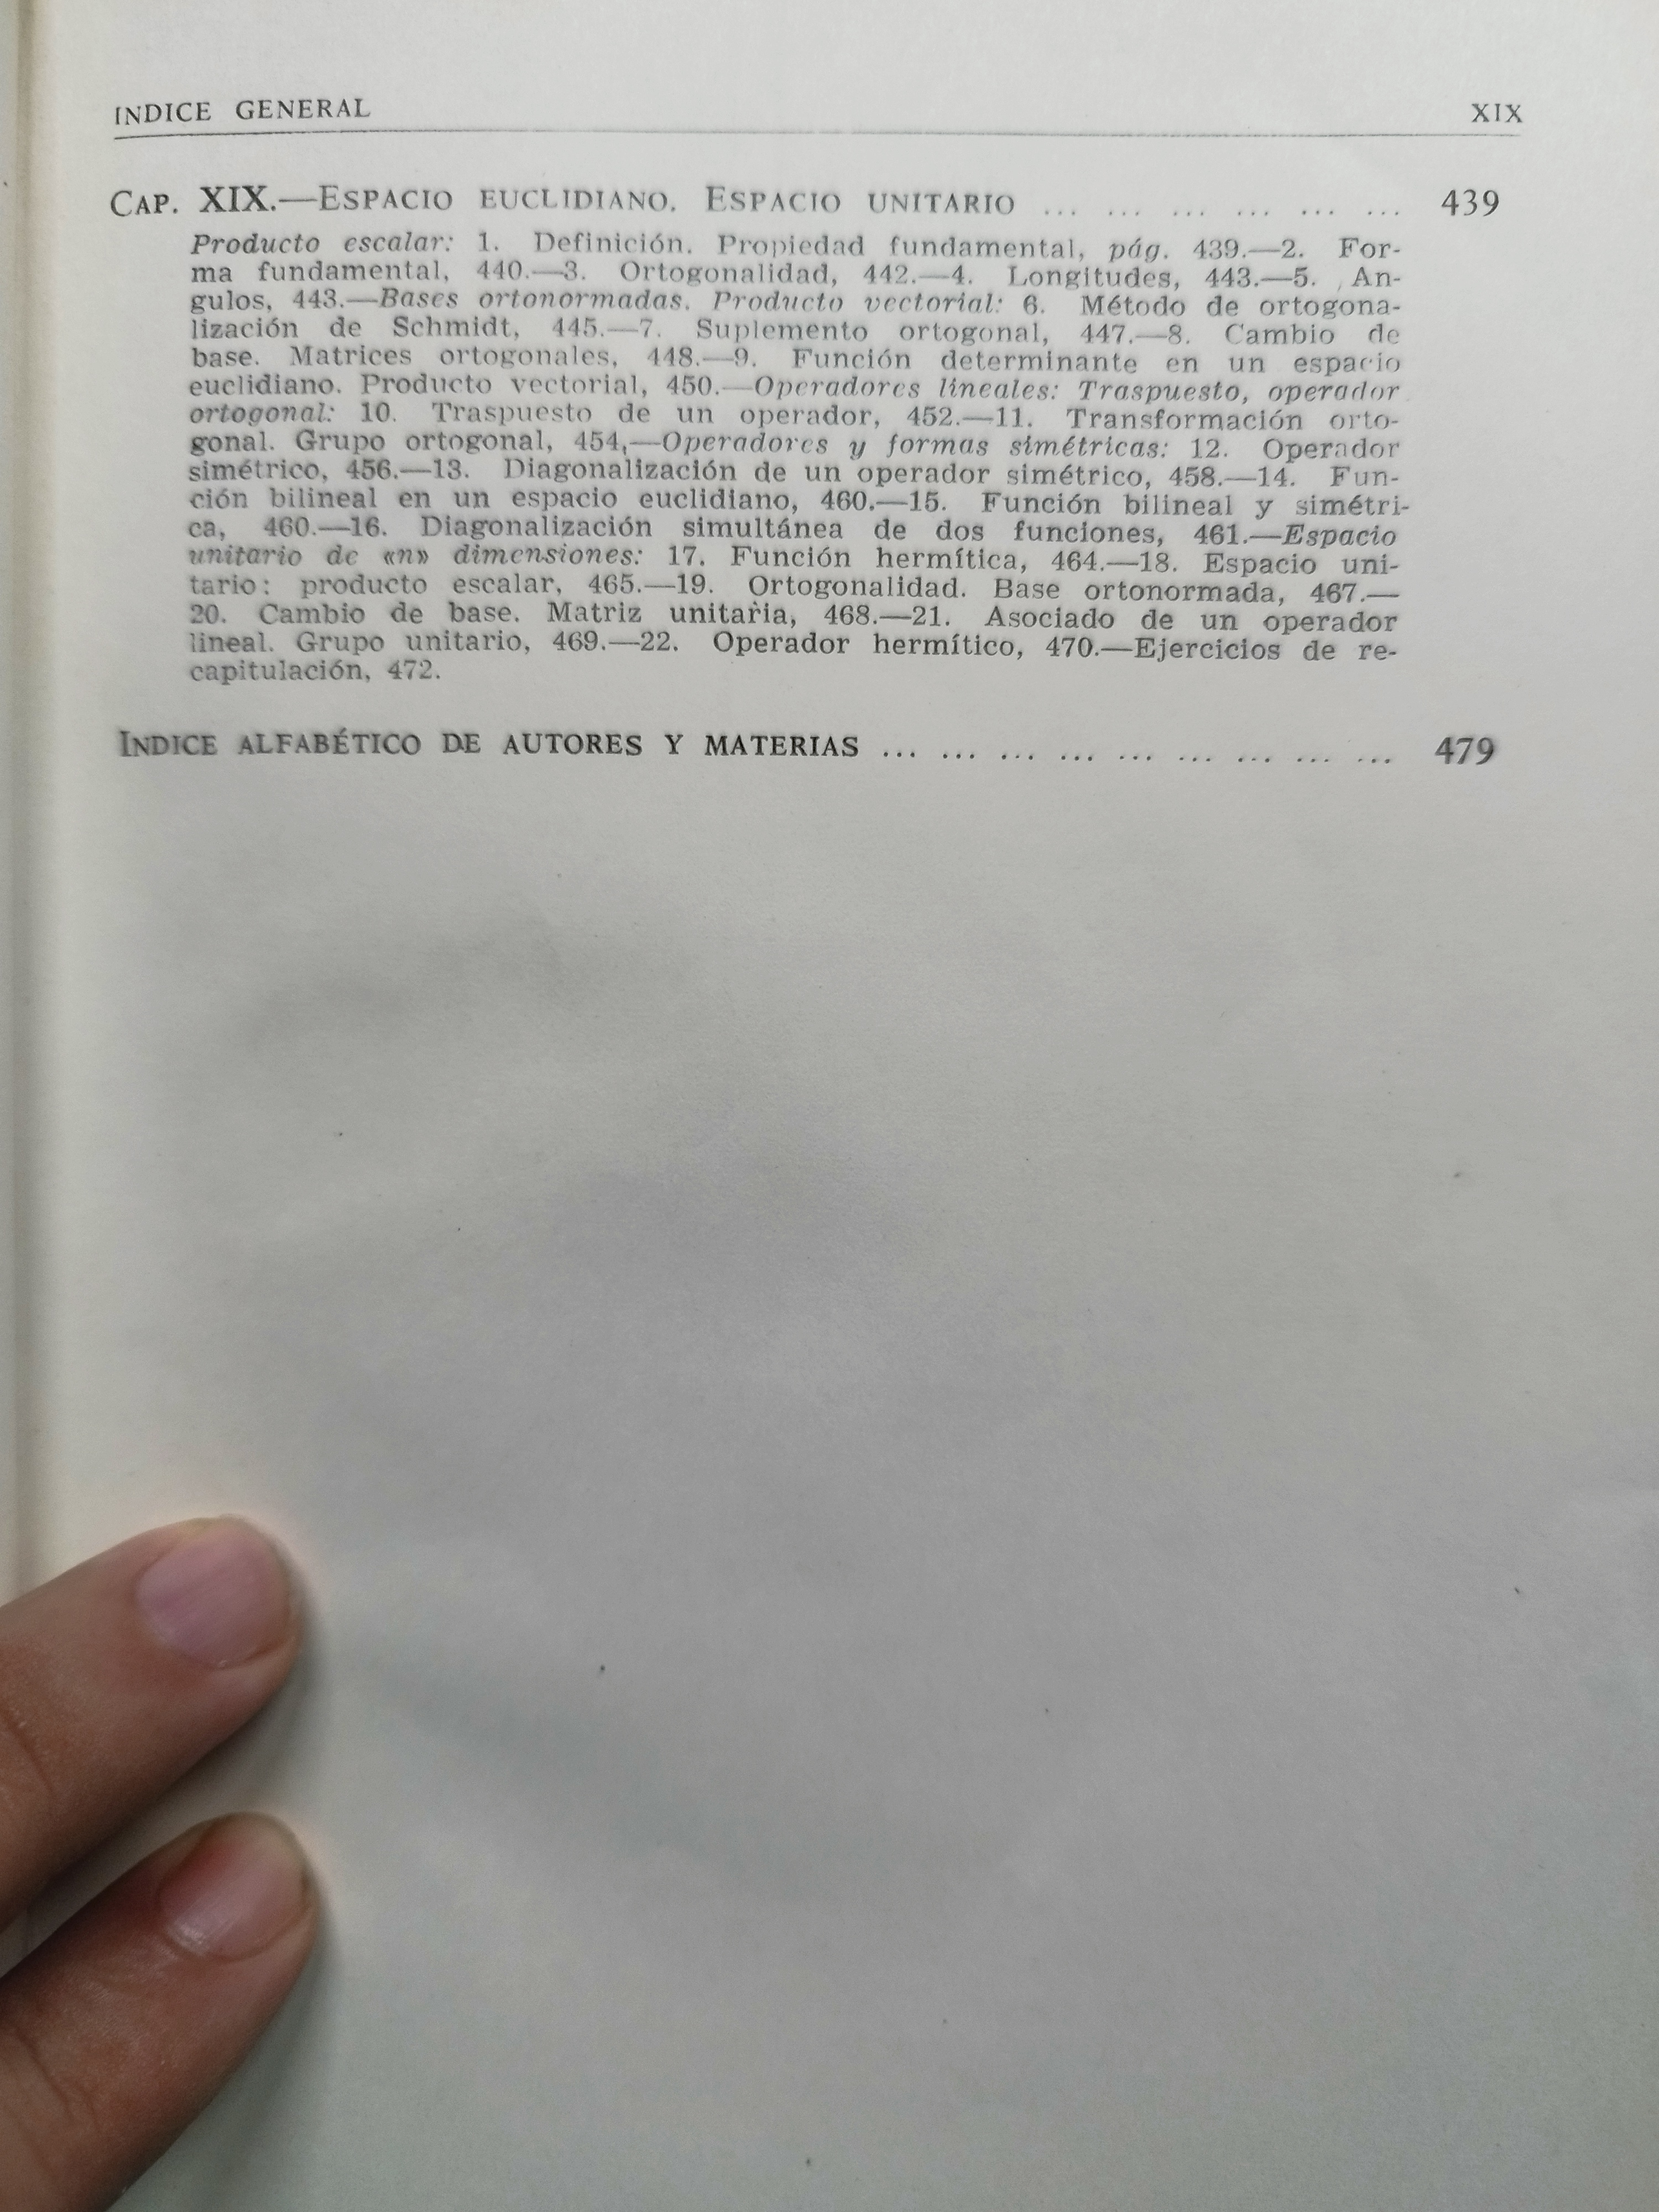 INDICE GENERAL XIX
CAP. XIX.—ESPACIO EUCLIDIANO. ESPACIO UNITARIO ... ... ... ... ... ... 439
Producto escalar: 1. Definición. Propiedad fundamental, pág. 439.—2. For-
ma fundamental, 440.—3. Ortogonalidad, 442.—4. Longitudes, 443.—5. An-
gulos, 443.—Bases ortonormadas. Producto vectorial: 6. Método de ortogona-
lización de Schmidt, 445.—7. Suplemento ortogonal, 447.—8. Cambio de
base. Matrices ortogonales, 448.—9. Función determinante en un espacio
euclidiano. Producto vectorial, 450.—Operadores lineales: Traspuesto, operador
ortogonal: 10. Traspuesto de un operador, 452.—11. Transformación orto-
gonal. Grupo ortogonal, 454,—Operadores y formas simétricas: 12. Operador
simétrico, 456.—13. Diagonalización de un operador simétrico, 458.—14. Fun-
ción bilineal en un espacio euclidiano, 460.—15. Función bilineal y simétri-
ca, 460.—16. Diagonalización simultánea de dos funciones, 461.—Espacio
unitario de «n» dimensiones: 17. Función hermítica, 464.—18. Espacio uni-
tario: producto escalar, 465.—19. Ortogonalidad. Base ortonormada, 467.—
20. Cambio de base. Matriz unitaria, 468.—21. Asociado de un operador
lineal. Grupo unitario, 469.—22. Operador hermítico, 470.—Ejercicios de re-
capitulación, 472.
INDICE ALFABÉTICO DE AUTORES Y MATERIAS ... ... ... ... ... ... ... ... ... 479